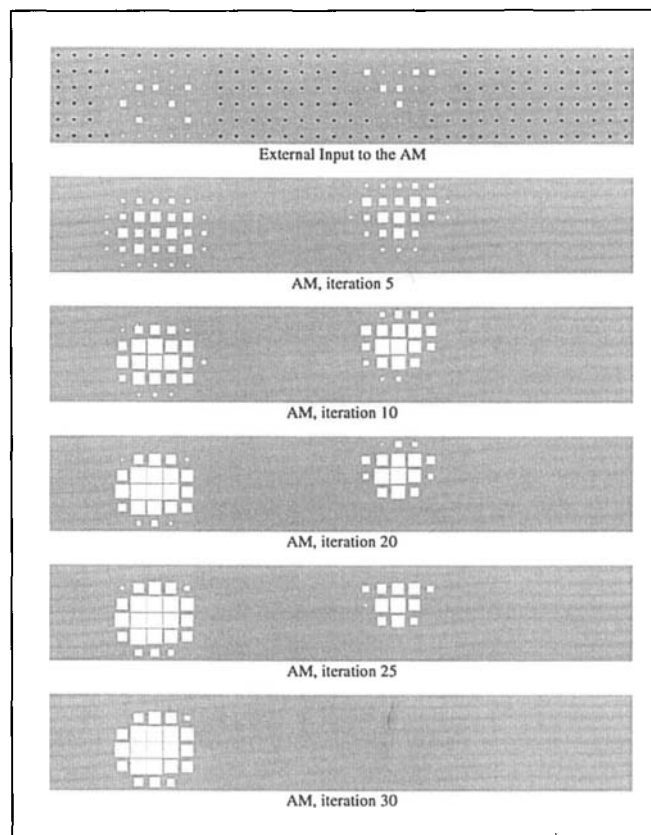 External Input to the AM
AM, iteration 5
AM, iteration 10
AM, iteration 20
AM, iteration 25
AM, iteration 30